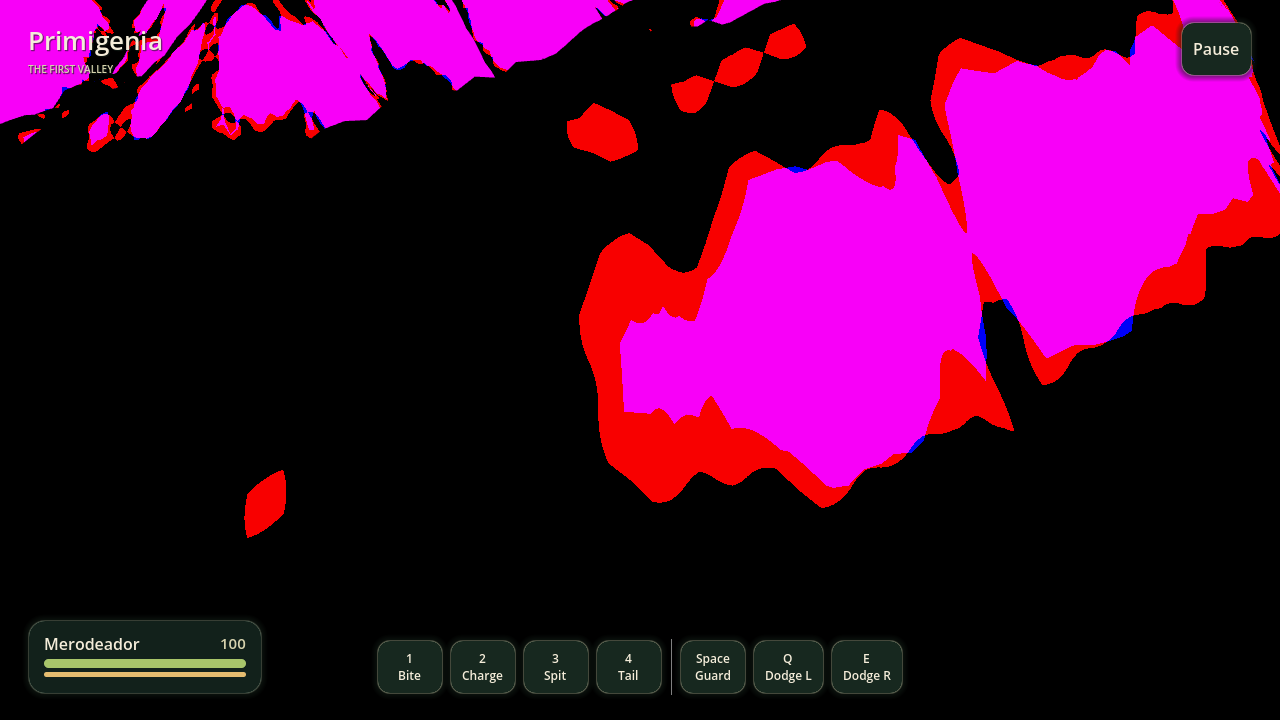 Primigenia
THE FIRST VALLEY
Pause
Merodeador 100
1
Bite
2
Charge
3
Spit
4
Tail
Space
Guard
Q
Dodge L
E
Dodge R